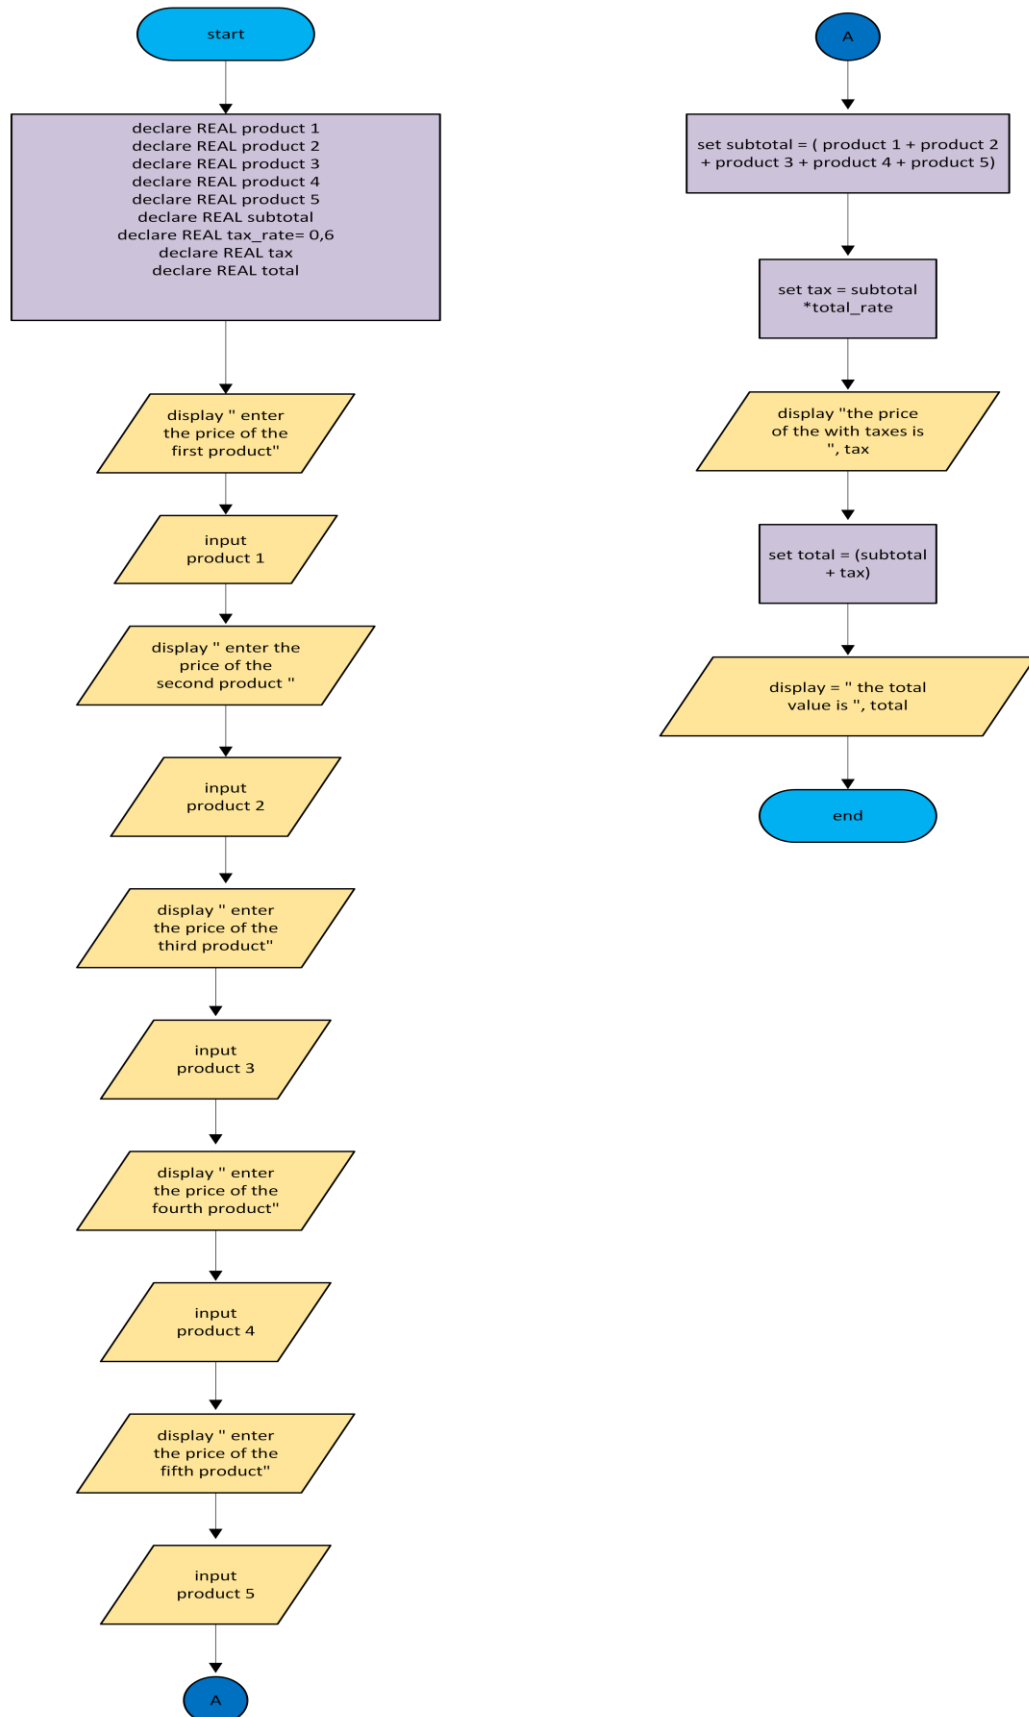 start
declare REAL product 1
declare REAL product 2
declare REAL product 3
declare REAL product 4
declare REAL product 5
declare REAL subtotal
declare REAL tax_rate= 0,6
declare REAL tax
declare REAL total
display " enter
the price of the
first product"
input
product 1
display " enter the
price of the
second product "
input
product 2
display " enter
the price of the
third product"
input
product 3
display " enter
the price of the
fourth product"
input
product 4
display " enter
the price of the
fifth product"
input
product 5
A
A
set subtotal = ( product 1 + product 2
+ product 3 + product 4 + product 5)
set tax = subtotal
*total_rate
display "the price
of the with taxes is
", tax
set total = (subtotal
+ tax)
display = " the total
value is ", total
end